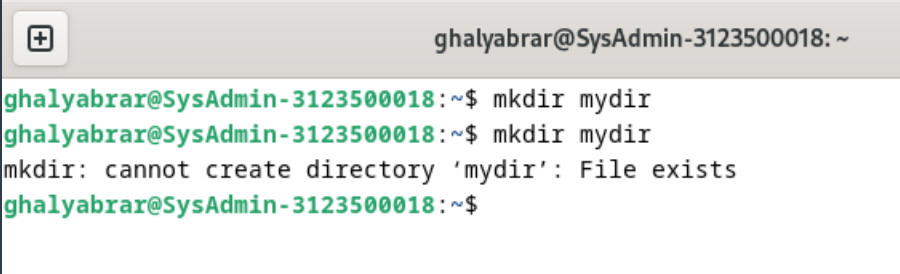 ghalyabrar@SysAdmin-3123500018: ~
ghalyabrar@SysAdmin-3123500018:~$ mkdir mydir
ghalyabrar@SysAdmin-3123500018:~$ mkdir mydir
mkdir: cannot create directory ‘mydir’: File exists
ghalyabrar@SysAdmin-3123500018:~$